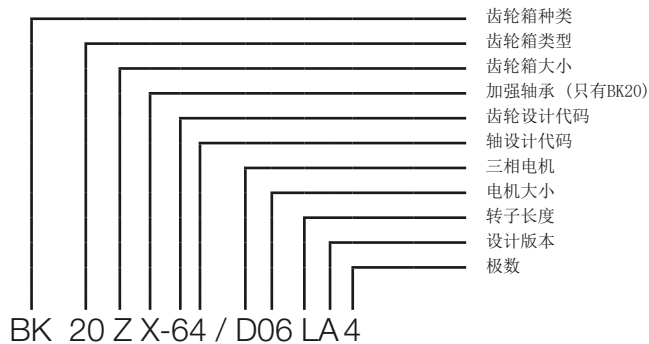 齿轮箱种类
齿轮箱类型
齿轮箱大小
加强轴承 (只有BK20)
齿轮设计代码
轴设计代码
三相电机
电机大小
转子长度
设计版本
极数
BK 20 Z X-64 / D06 LA 4